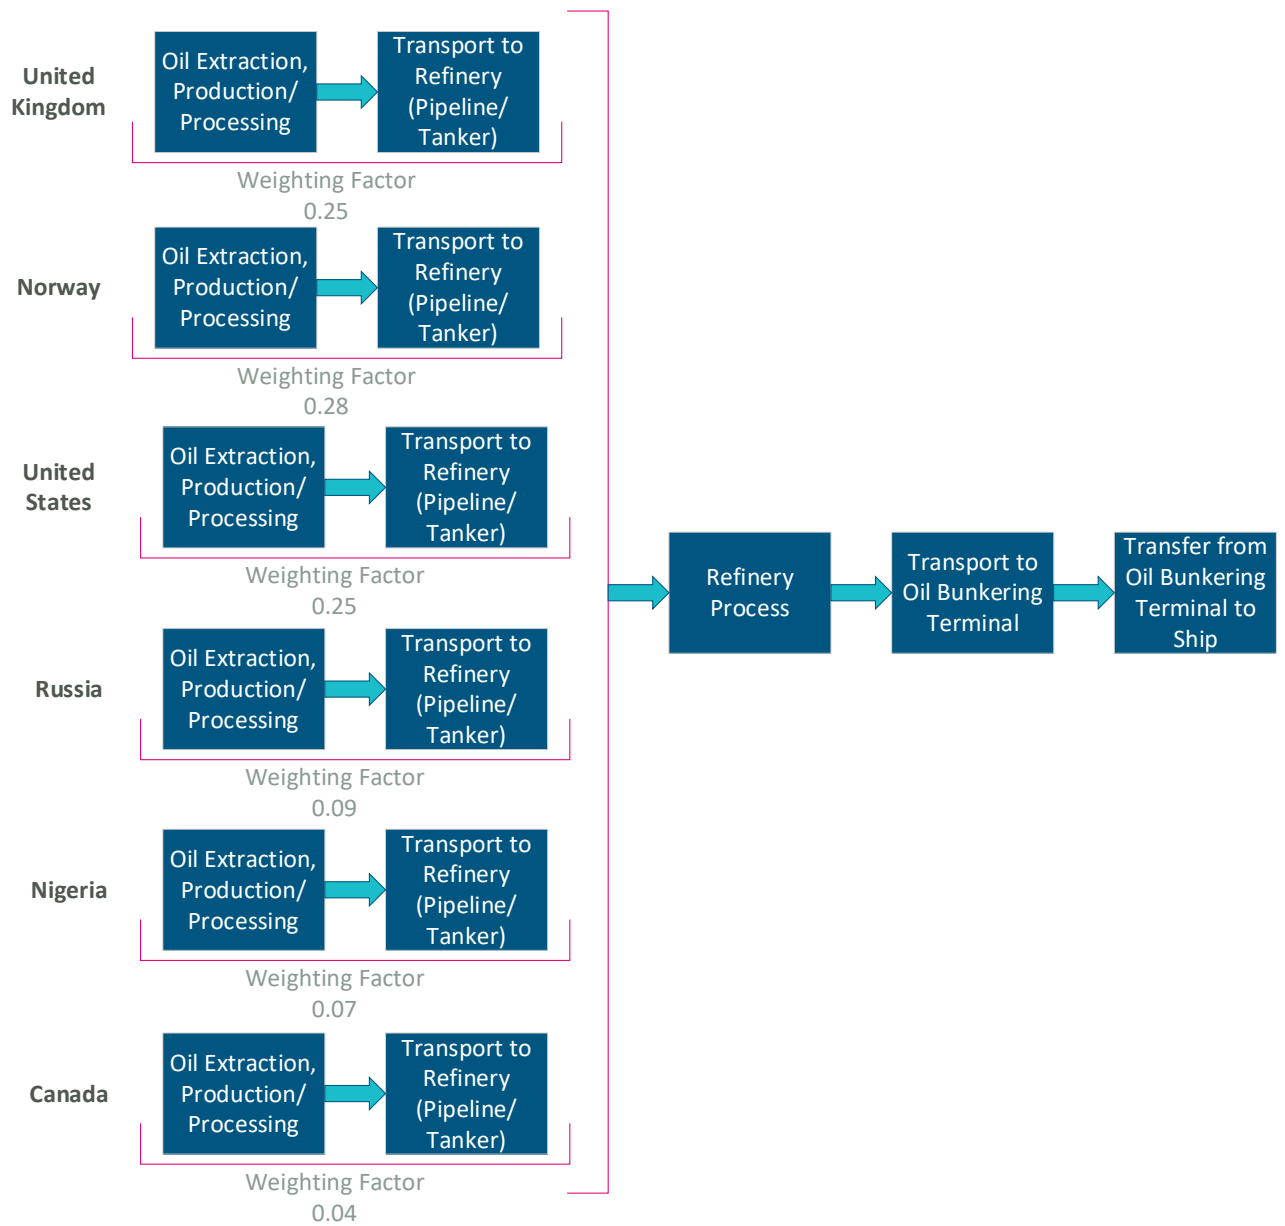 United
Kingdom
Oil Extraction,
Production/
Processing
Transport to
Refinery
(Pipeline/
Tanker)
Weighting Factor
0.25
Norway
Oil Extraction,
Production/
Processing
Transport to
Refinery
(Pipeline/
Tanker)
Weighting Factor
0.28
United
States
Oil Extraction,
Production/
Processing
Transport to
Refinery
(Pipeline/
Tanker)
Weighting Factor
0.25
Russia
Oil Extraction,
Production/
Processing
Transport to
Refinery
(Pipeline/
Tanker)
Weighting Factor
0.09
Nigeria
Oil Extraction,
Production/
Processing
Transport to
Refinery
(Pipeline/
Tanker)
Weighting Factor
0.07
Canada
Oil Extraction,
Production/
Processing
Transport to
Refinery
(Pipeline/
Tanker)
Weighting Factor
0.04
Refinery
Process
Transport to
Oil Bunkering
Terminal
Transfer from
Oil Bunkering
Terminal to
Ship